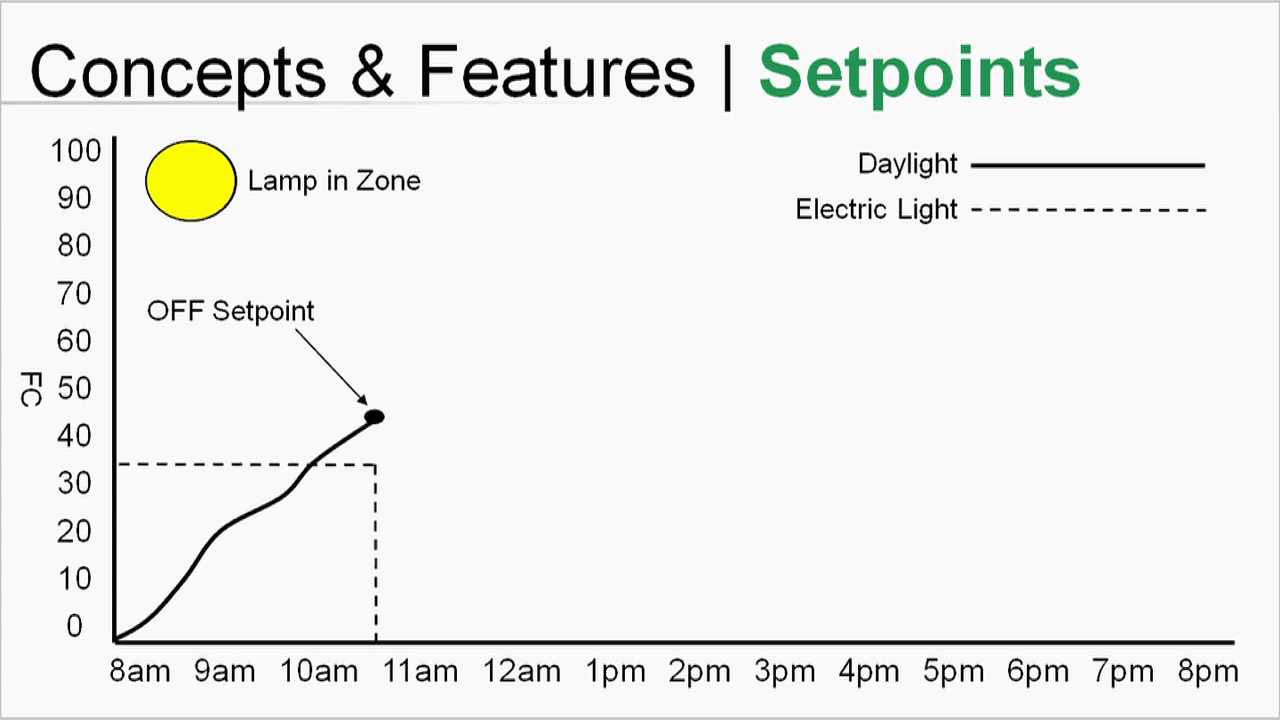 Concepts & Features | Setpoints
100
Lamp in Zone
Daylight
90
Electric Light
80
70
OFF Setpoint
60
FC
50
40
30
20
10
0
8am 9am 10am 11am 12am 1pm 2pm 3pm 4pm 5pm 6pm 7pm 8pm